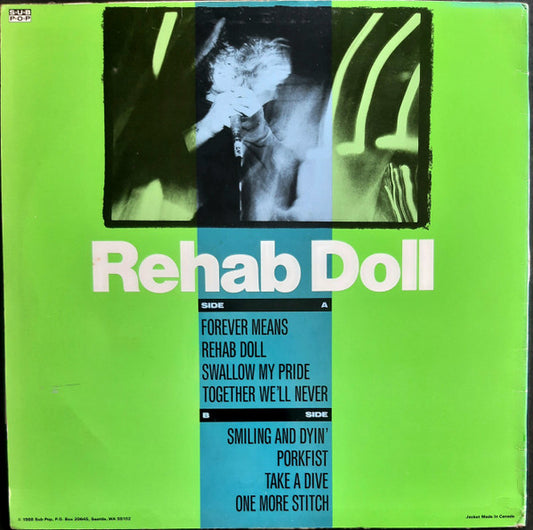 SUB
POP
Rehab Doll
SIDE A
FOREVER MEANS
REHAB DOLL
SWALLOW MY PRIDE
TOGETHER WE'LL NEVER
B SIDE
SMILING AND DYIN'
PORKFIST
TAKE A DIVE
ONE MORE STITCH
© 1988 Sub Pop, P.O. Box 20645, Seattle, WA 98102
Jacket Made In Canada